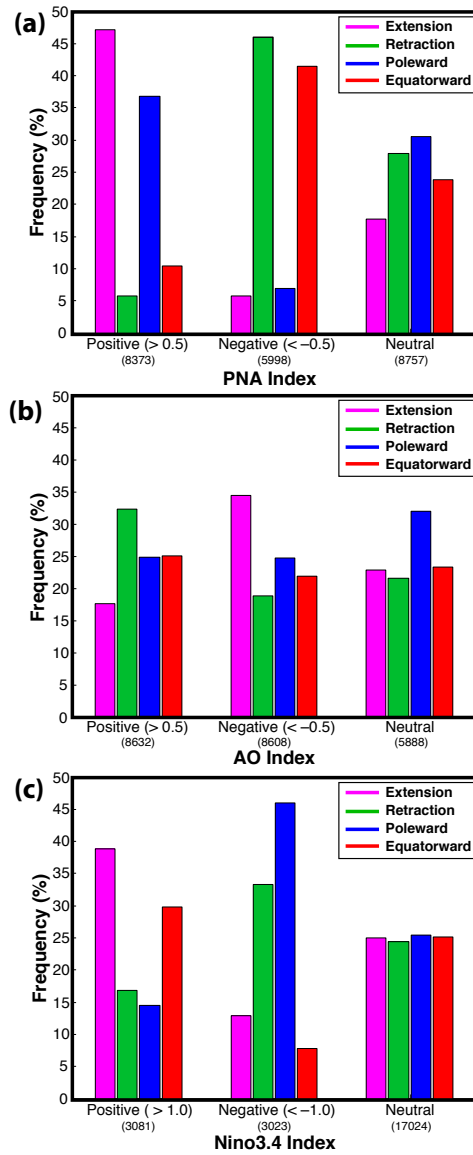 (a)
50
45
40
35
30
25
20
15
10
5
0
Frequency (%)
Extension
Retraction
Poleward
Equatorward
Positive (> 0.5) Negative (< −0.5) Neutral
(8373) (5998) (8757)
PNA Index
(b)
50
45
40
35
30
25
20
15
10
5
0
Frequency (%)
Extension
Retraction
Poleward
Equatorward
Positive (> 0.5) Negative (< −0.5) Neutral
(8632) (8608) (5888)
AO Index
(c)
50
45
40
35
30
25
20
15
10
5
0
Frequency (%)
Extension
Retraction
Poleward
Equatorward
Positive ( > 1.0) Negative (< −1.0) Neutral
(3081) (3023) (17024)
Nino3.4 Index